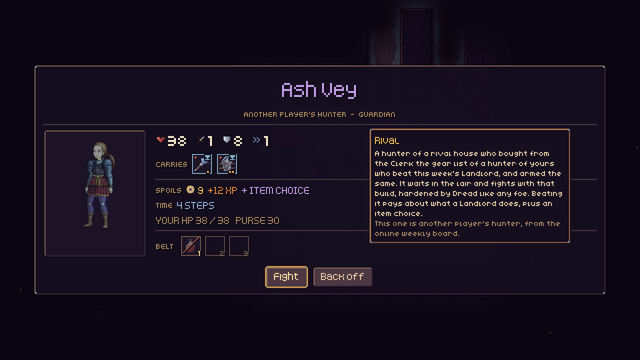 Ash Vey
ANOTHER PLAYER'S HUNTER - GUARDIAN
38 1 8 1
CARRIES
SPOILS 9 +12 XP + ITEM CHOICE
TIME 4 STEPS
YOUR HP 38 / 38 PURSE 30
BELT 1 2 3
Fight Back off
RIVAL
A hunter of a rival house who bought from
the Clerk the gear list of a hunter of yours
who beat this week's Landlord, and armed the
same. It waits in the lair and fights with that
build, hardened by Dread like any foe. Beating
it pays about what a Landlord does, plus an
item choice.
This one is another player's hunter, from the
online weekly board.